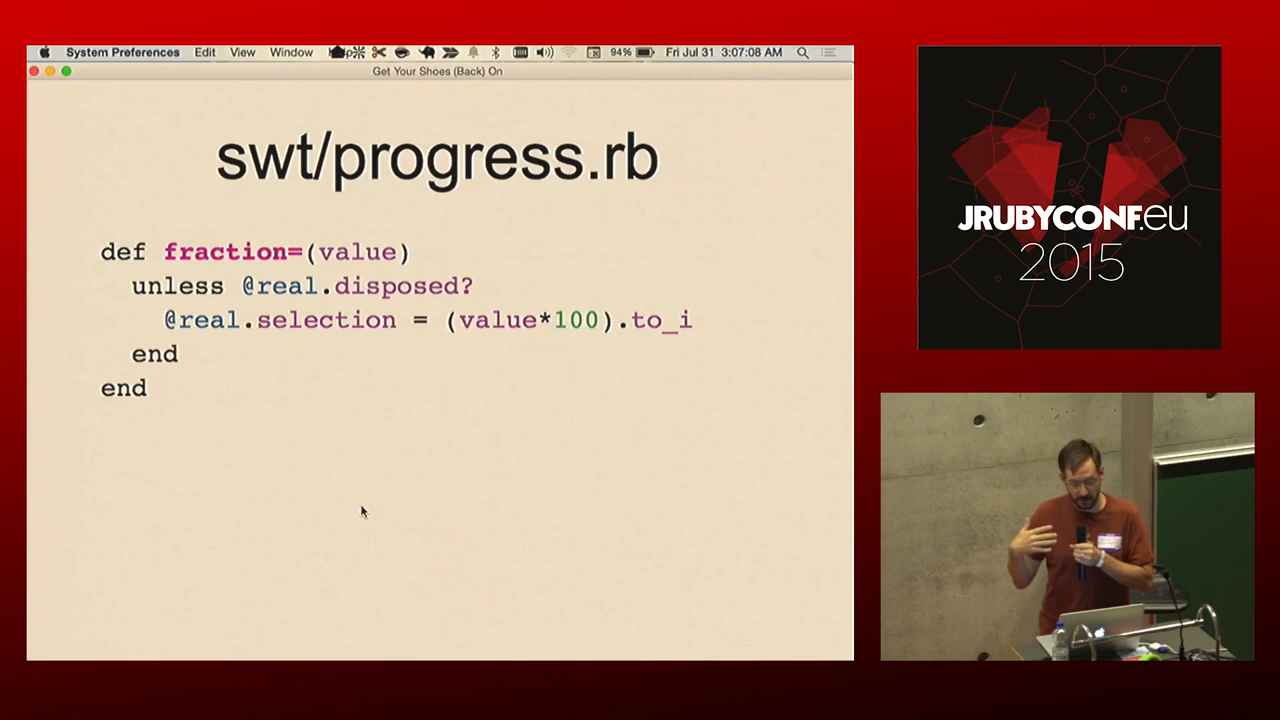 System Preferences Edit View Window 94% Fri Jul 31 3:07:08 AM
Get Your Shoes (Back) On
swt/progress.rb
def fraction=(value)
unless @real.disposed?
@real.selection = (value*100).to_i
end
end
JRUBYCONF.eu
2015